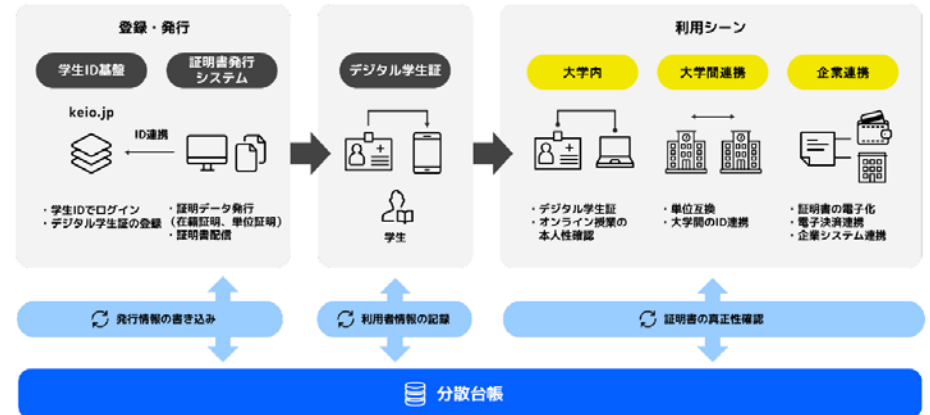 登録・発行
学生ID基盤
証明書発行
システム
keio.jp
ID連携
・学生IDでログイン
・デジタル学生証の登録
・証明データ発行
(在籍証明、単位証明)
・証明書配信
デジタル学生証
学生
利用シーン
大学内
大学間連携
企業連携
・デジタル学生証
・オンライン授業の
本人性確認
・単位互換
・大学間のID連携
・証明書の電子化
・電子決済連携
・企業システム連携
発行情報の書き込み
利用者情報の記録
証明書の真正性確認
分散台帳